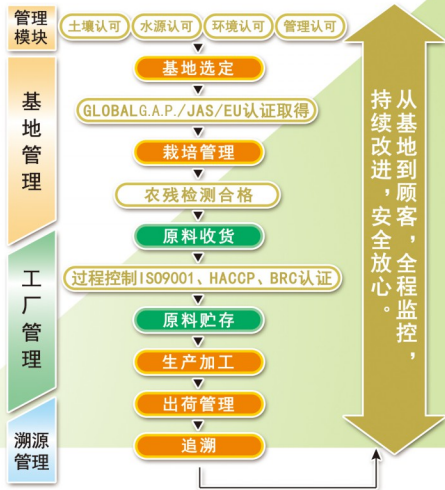 管理
模块
土壤认可 水源认可 环境认可 管理认可
基地选定
GLOBALG.A.P./JAS/EU认证取得
栽培管理
农残检测合格
原料收货
过程控制ISO9001、HACCP、BRC认证
原料贮存
生产加工
出荷管理
追溯
基地管理
工厂管理
溯源
管理
从基地到顾客，全程监控，
持续改进，安全放心。